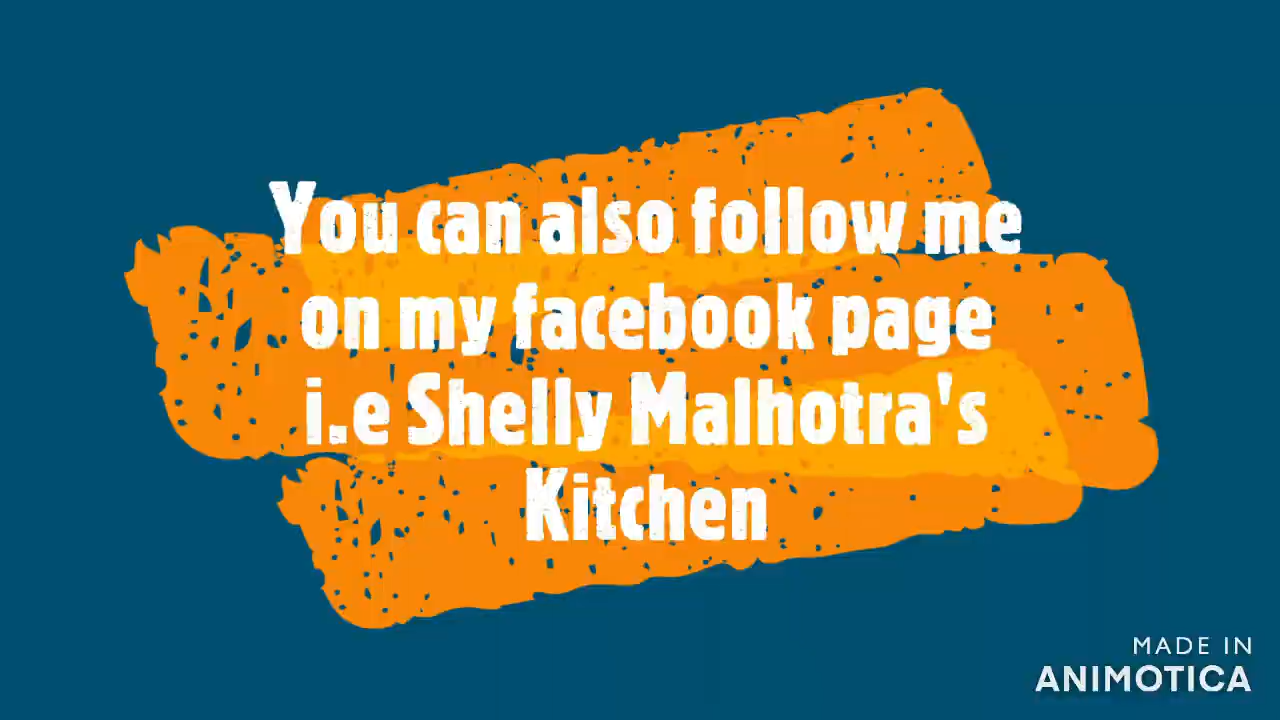 You can also follow me
on my facebook page
i.e Shelly Malhotra's
Kitchen
MADE IN
ANIMOTICA